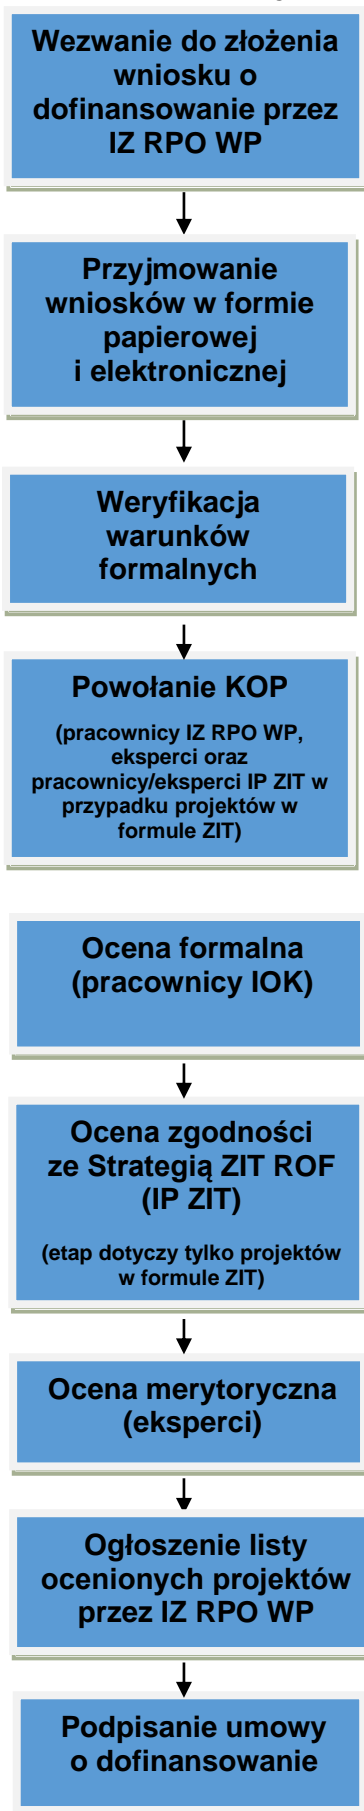 Wezwanie do złożenia
wniosku o
dofinansowanie przez
IZ RPO WP
Przyjmowanie
wniosków w formie
papierowej
i elektronicznej
Weryfikacja
warunków
formalnych
Powołanie KOP
(pracownicy IZ RPO WP,
eksperci oraz
pracownicy/eksperci IP ZIT w
przypadku projektów w
formule ZIT)
Ocena formalna
(pracownicy IOK)
Ocena zgodności
ze Strategią ZIT ROF
(IP ZIT)
(etap dotyczy tylko projektów
w formule ZIT)
Ocena merytoryczna
(eksperci)
Ogłoszenie listy
ocenionych projektów
przez IZ RPO WP
Podpisanie umowy
o dofinansowanie